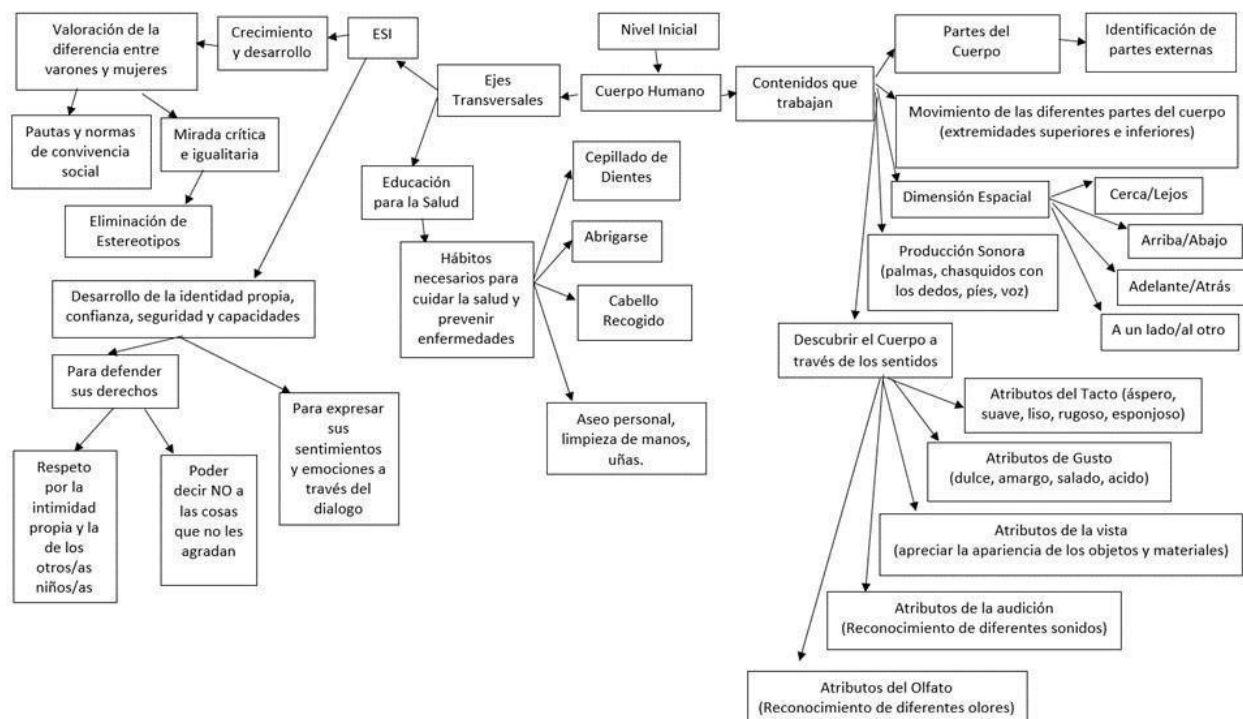 Valoración de la
diferencia entre
varones y mujeres
Crecimiento
y desarrollo
ESI
Nivel Inicial
Partes del
Cuerpo
Identificación de
partes externas
Ejes
Transversales
Cuerpo Humano
Contenidos que
trabajan
Pautas y normas
de convivencia
social
Mirada crítica
e igualitaria
Movimiento de las diferentes partes del cuerpo
(extremidades superiores e inferiores)
Eliminación de
Estereotipos
Educación
para la Salud
Cepillado de
Dientes
Dimensión Espacial
Cerca/Lejos
Abrigarse
Arriba/Abajo
Hábitos
necesarios para
cuidar la salud y
prevenir
enfermedades
Producción Sonora
(palmas, chasquidos con
los dedos, píes, voz)
Adelante/Atrás
Desarrollo de la identidad propia,
confianza, seguridad y capacidades
Cabello
Recogido
A un lado/al otro
Descubrir el Cuerpo a
través de los sentidos
Para defender
sus derechos
Para expresar
sus
sentimientos
y emociones a
través del
dialogo
Aseo personal,
limpieza de manos,
uñas.
Atributos del Tacto (áspero,
suave, liso, rugoso, esponjoso)
Respeto
por la
intimidad
propia y la
de los
otros/as
niños/as
Poder
decir NO a
las cosas
que no les
agradan
Atributos de Gusto
(dulce, amargo, salado, acido)
Atributos de la vista
(apreciar la apariencia de los objetos y materiales)
Atributos de la audición
(Reconocimiento de diferentes sonidos)
Atributos del Olfato
(Reconocimiento de diferentes olores)